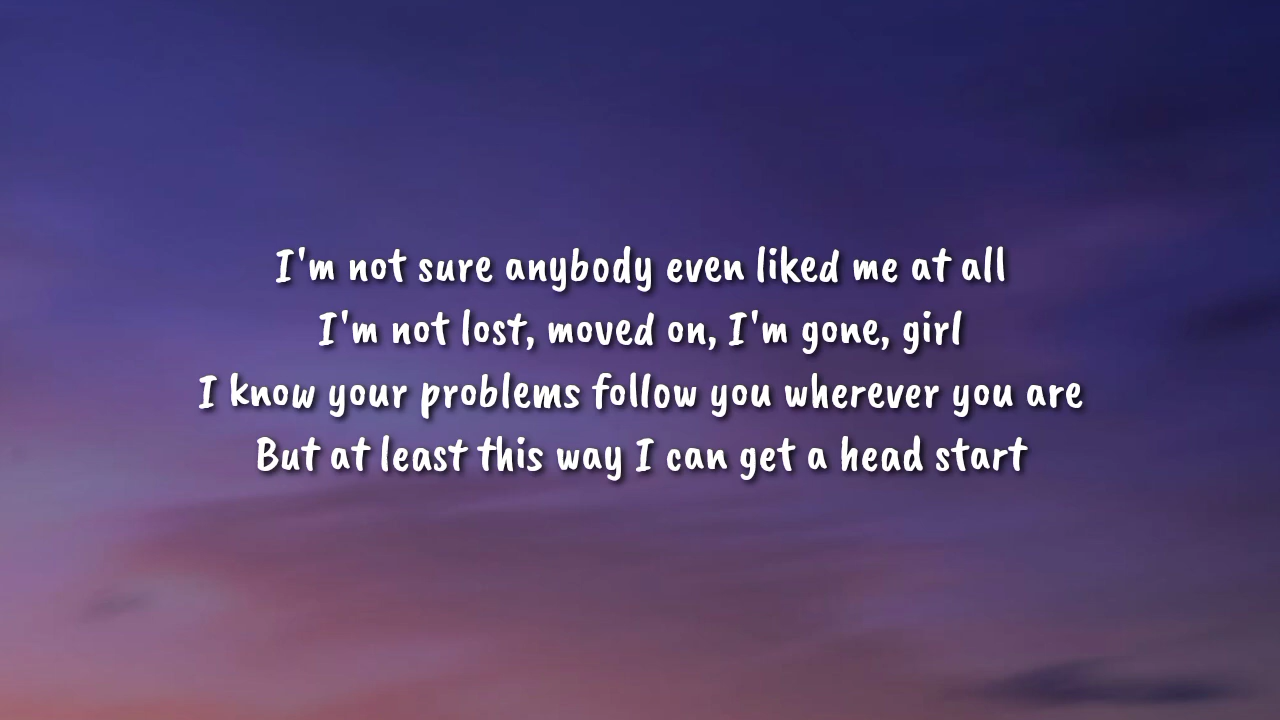 I'm not sure anybody even liked me at all
I'm not lost, moved on, I'm gone, girl
I know your problems follow you wherever you are
But at least this way I can get a head start